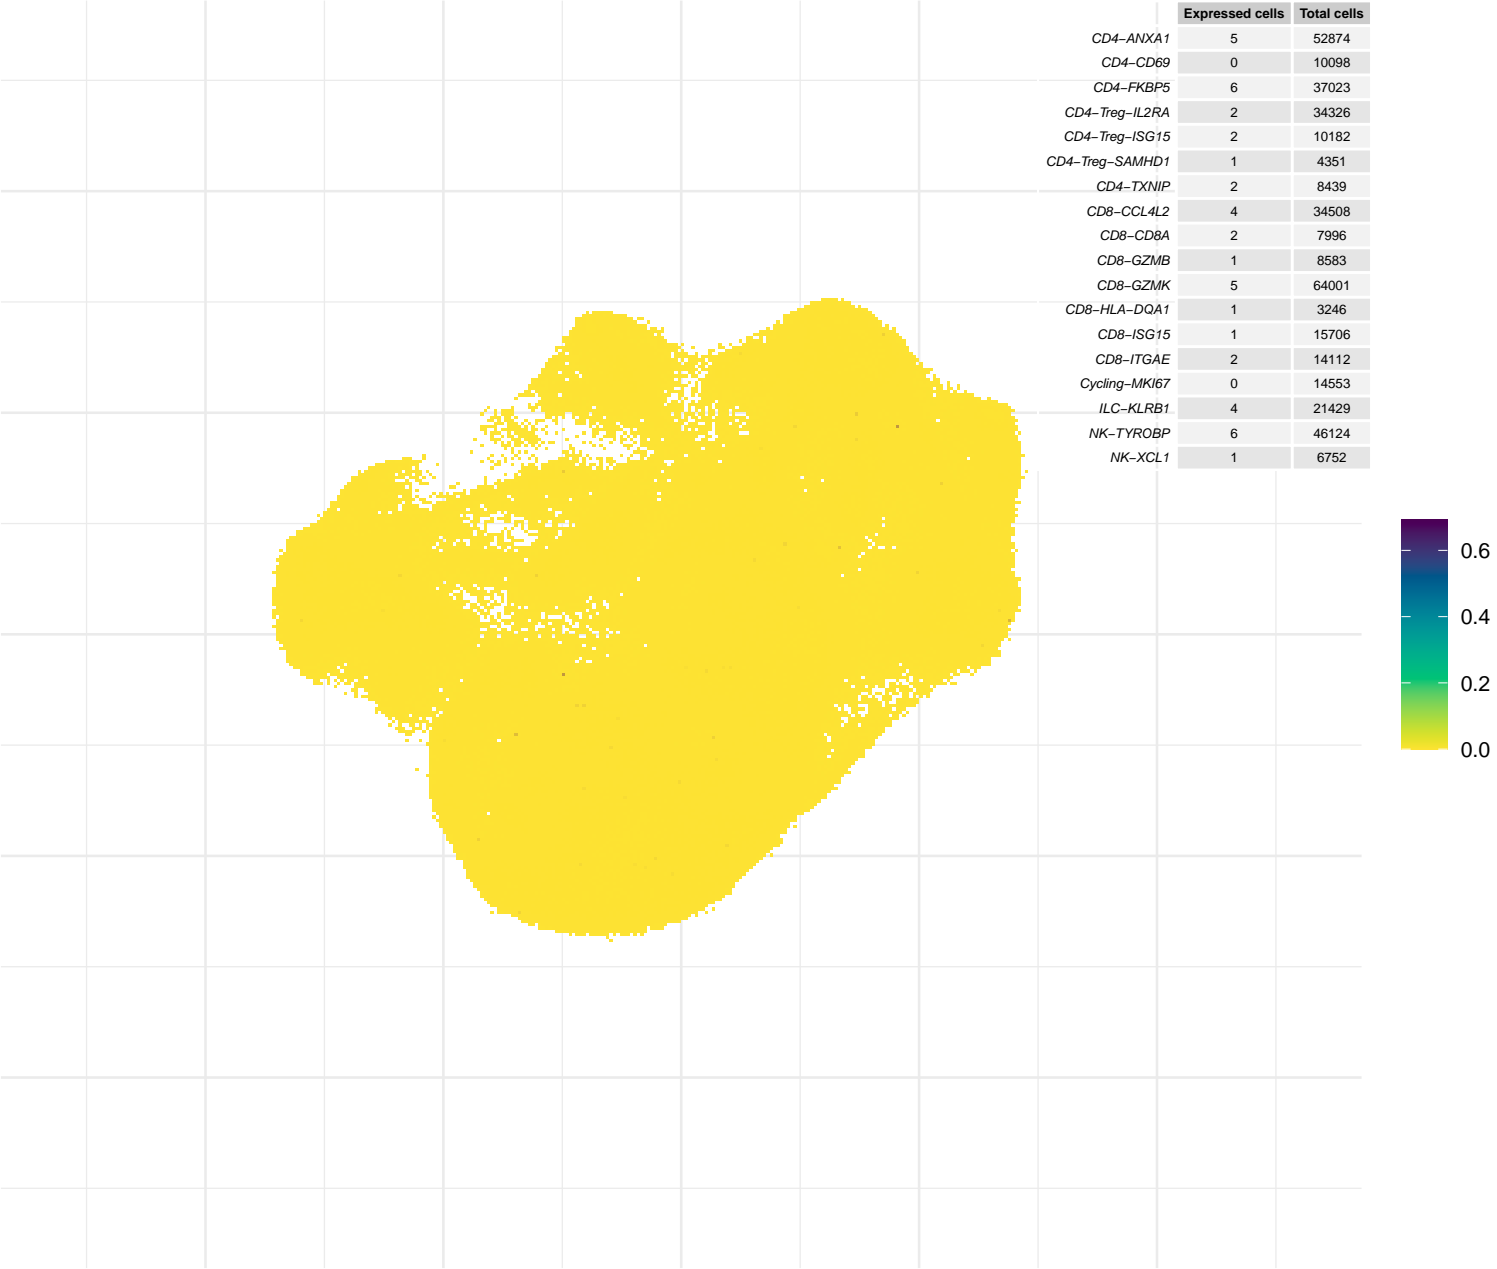 Expressed cells Total cells
CD4−ANXA1 5 52874
CD4−CD69 0 10098
CD4−FKBP5 6 37023
CD4−Treg−IL2RA 2 34326
CD4−Treg−ISG15 2 10182
CD4−Treg−SAMHD1 1 4351
CD4−TXNIP 2 8439
CD8−CCL4L2 4 34508
CD8−CD8A 2 7996
CD8−GZMB 1 8583
CD8−GZMK 5 64001
CD8−HLA−DQA1 1 3246
CD8−ISG15 1 15706
CD8−ITGAE 2 14112
Cycling−MKI67 0 14553
ILC−KLRB1 4 21429
NK−TYROBP 6 46124
NK−XCL1 1 6752
0.6
0.4
0.2
0.0